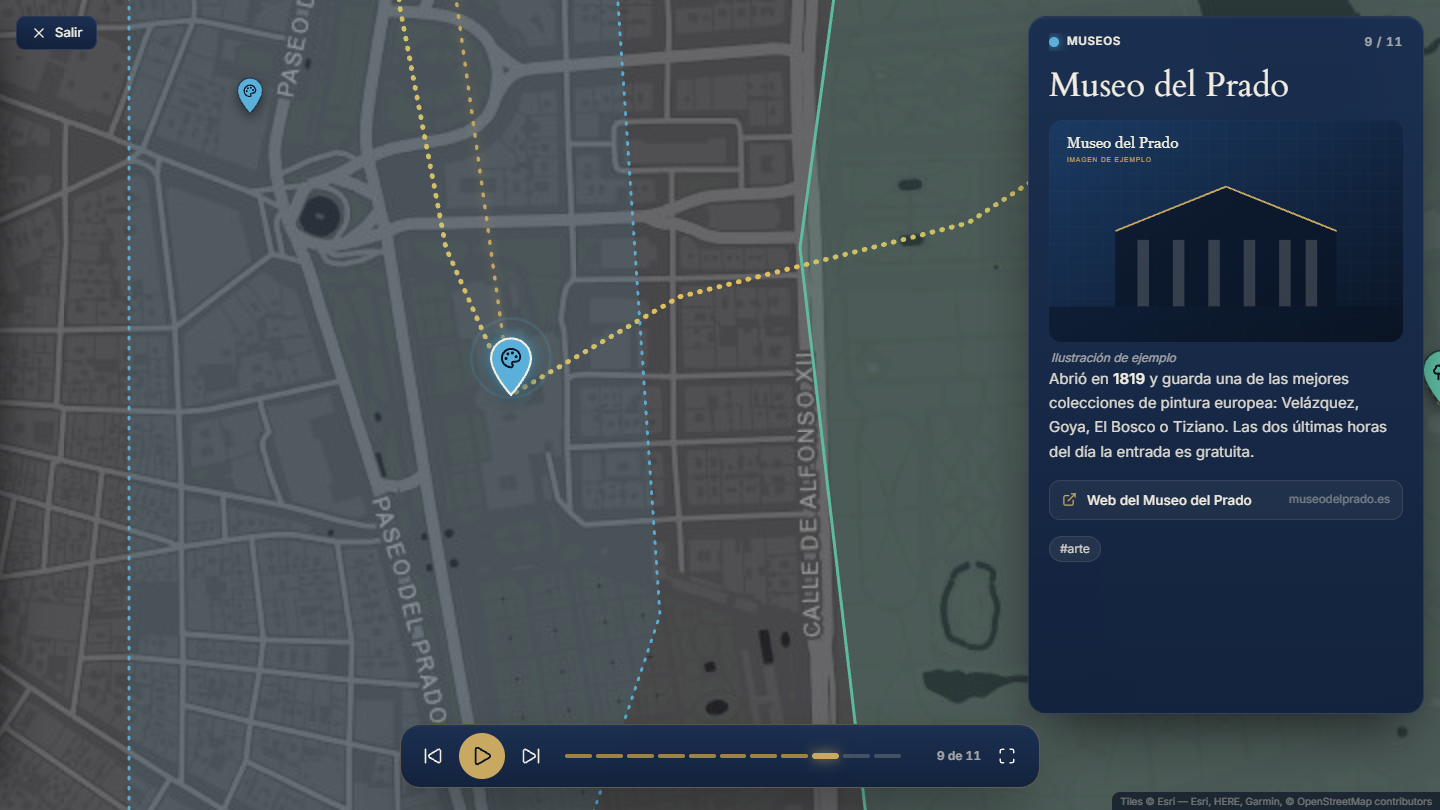 Salir
PASEO D
MUSEOS
9 / 11
Museo del Prado
Museo del Prado
IMAGEN DE EJEMPLO
Ilustración de ejemplo
Abrió en 1819 y guarda una de las mejores
colecciones de pintura europea: Velázquez,
Goya, El Bosco o Tiziano. Las dos últimas horas
del día la entrada es gratuita.
Web del Museo del Prado
museodelprado.es
#arte
CALLE DE ALFONSO XII
PASEO DEL PRADO
9 de 11
Tiles © Esri — Esri, HERE, Garmin, © OpenStreetMap contributors